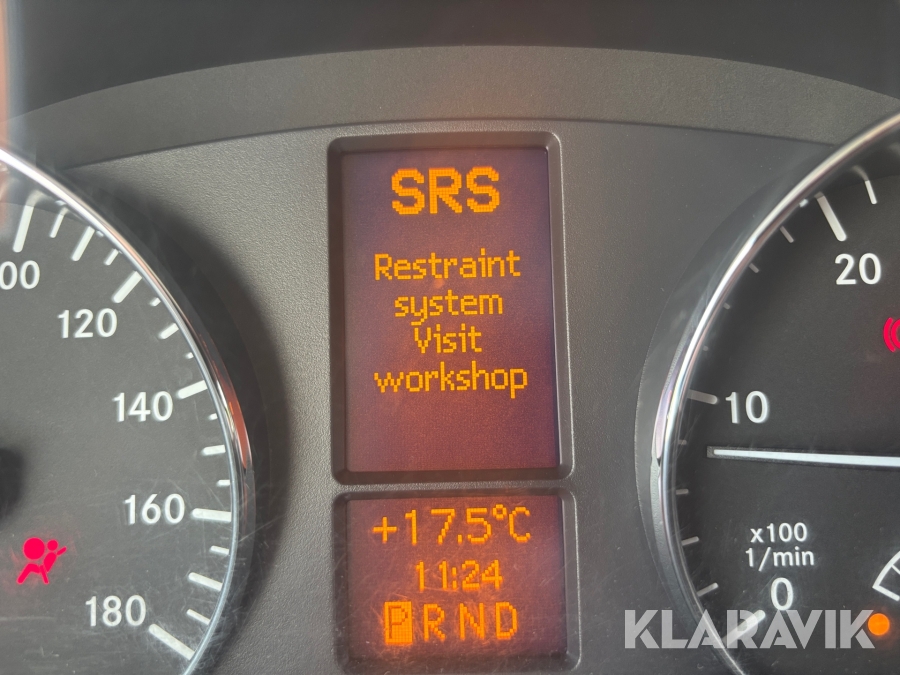 SRS
Restraint
system
Visit
workshop
+17.5°C
11:24
P R N D
120
140
160
180
20
10
x100
1/min
0
KLARAVIK